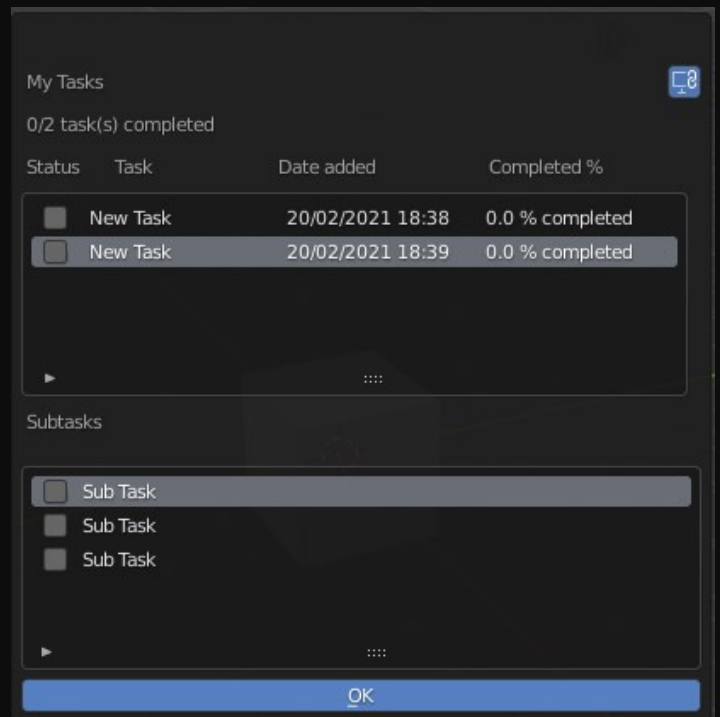 My Tasks
0/2 task(s) completed
Status Task Date added Completed %
New Task 20/02/2021 18:38 0.0 % completed
New Task 20/02/2021 18:39 0.0 % completed
Subtasks
Sub Task
Sub Task
Sub Task
OK